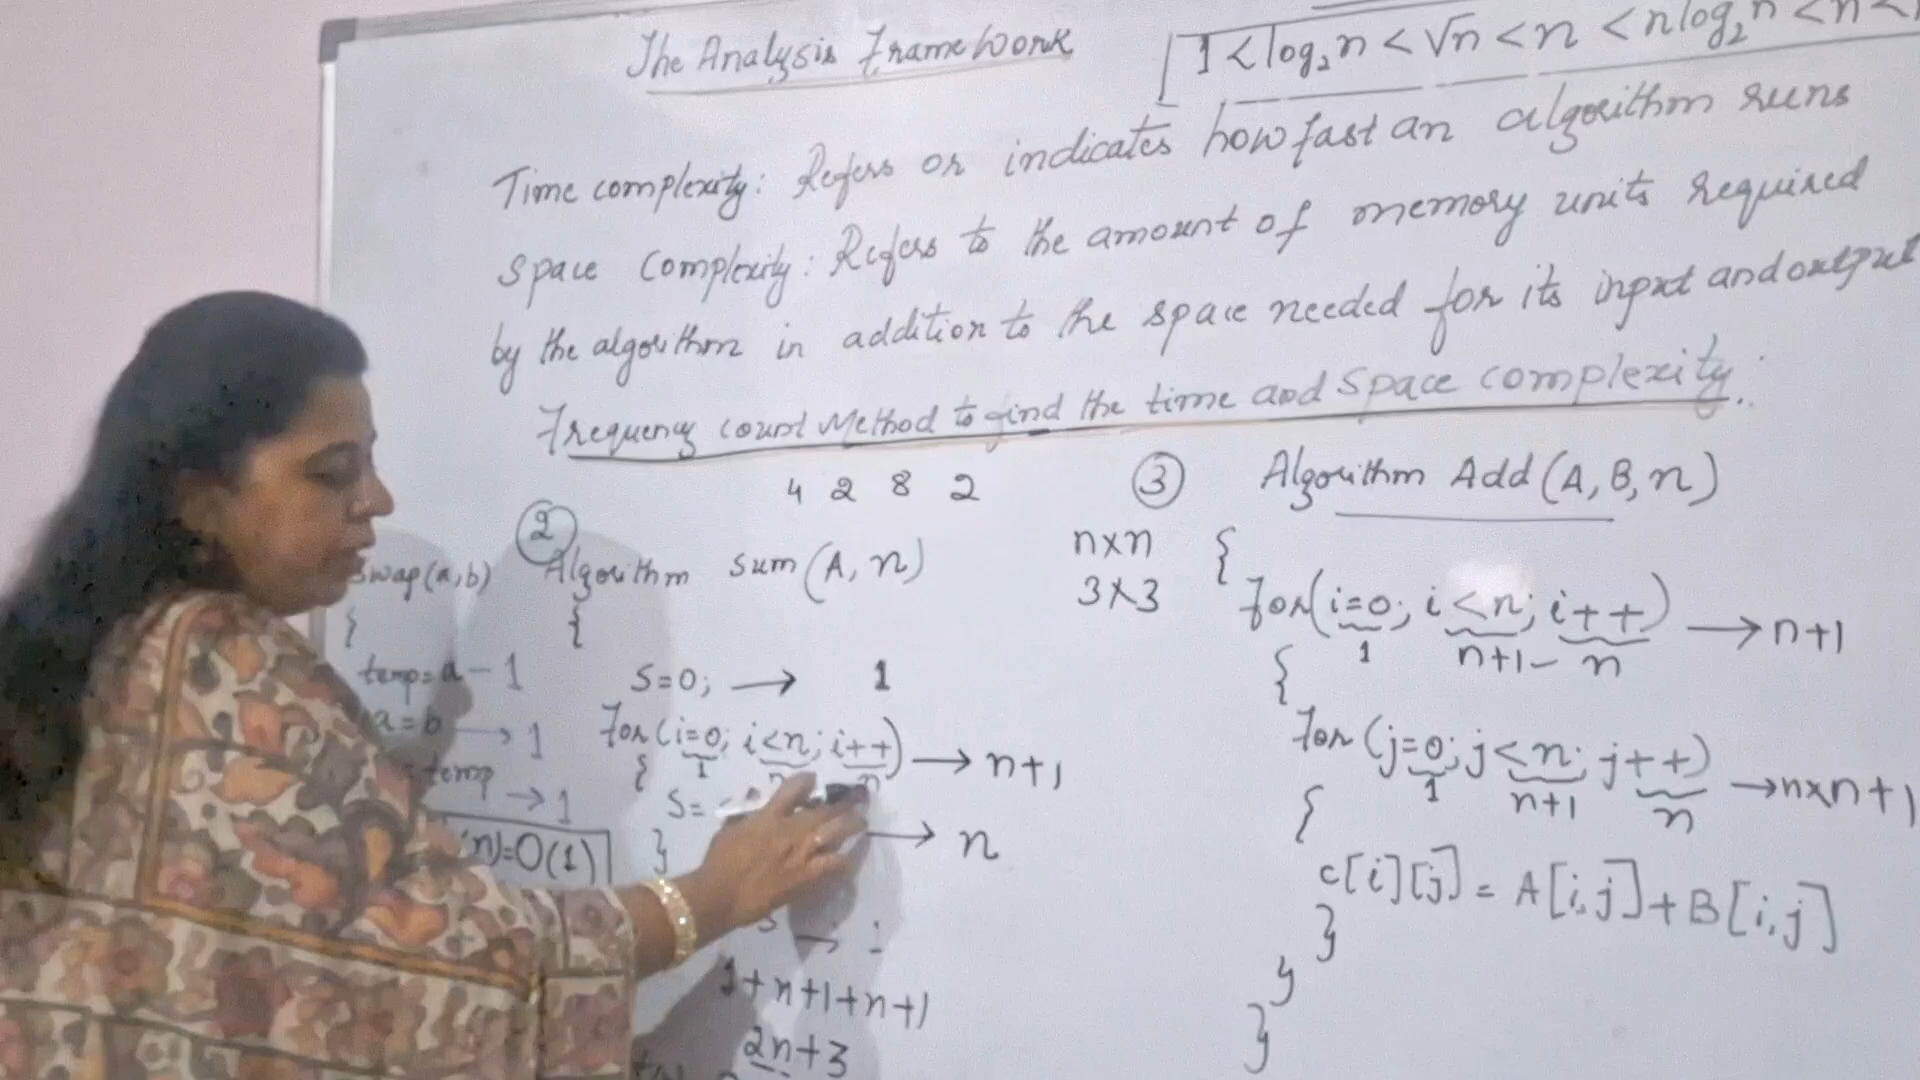 The Analysis Framework
1 < log₂n < √n < n < nlog₂n < n <
Time complexity: Refers or indicates how fast an algorithm runs
Space Complexity: Refers to the amount of memory units required
by the algorithm in addition to the space needed for its input and output
Frequency count Method to find the time and Space complexity.
4 2 8 2
swap(a,b)
{
temp=a - 1
a=b → 1
temp → 1
n)=O(1)
2
Algorithm sum(A, n)
{
S=0; → 1
for(i=0; i<n; i++) → n+1
1 n
{
S=
→ n
}
S →
1+n+1+n+1
2n+3
3 Algorithm Add(A, B, n)
n×n
3×3
{
for(i=0; i<n; i++) → n+1
1 n+1 - n
{
for(j=0; j<n; j++) → n×n+1
1 n+1 n
{
c[i][j] = A[i,j]+B[i,j]
}
}
}